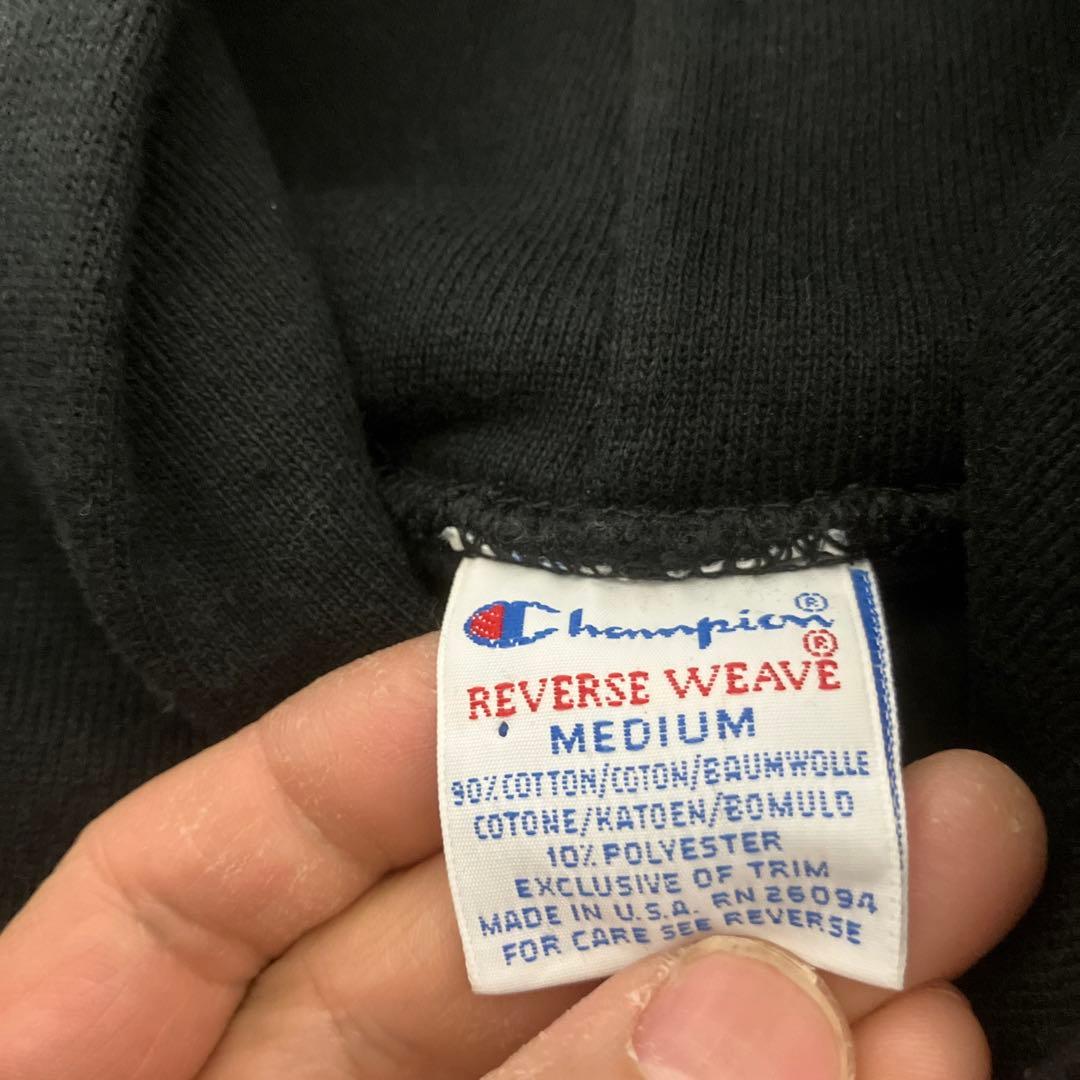 Champion®
REVERSE WEAVE®
MEDIUM
90% COTTON/COTON/BAUMWOLLE
COTONE/KATOEN/BOMULD
10% POLYESTER
EXCLUSIVE OF TRIM
MADE IN U.S.A. RN 26094
FOR CARE SEE REVERSE